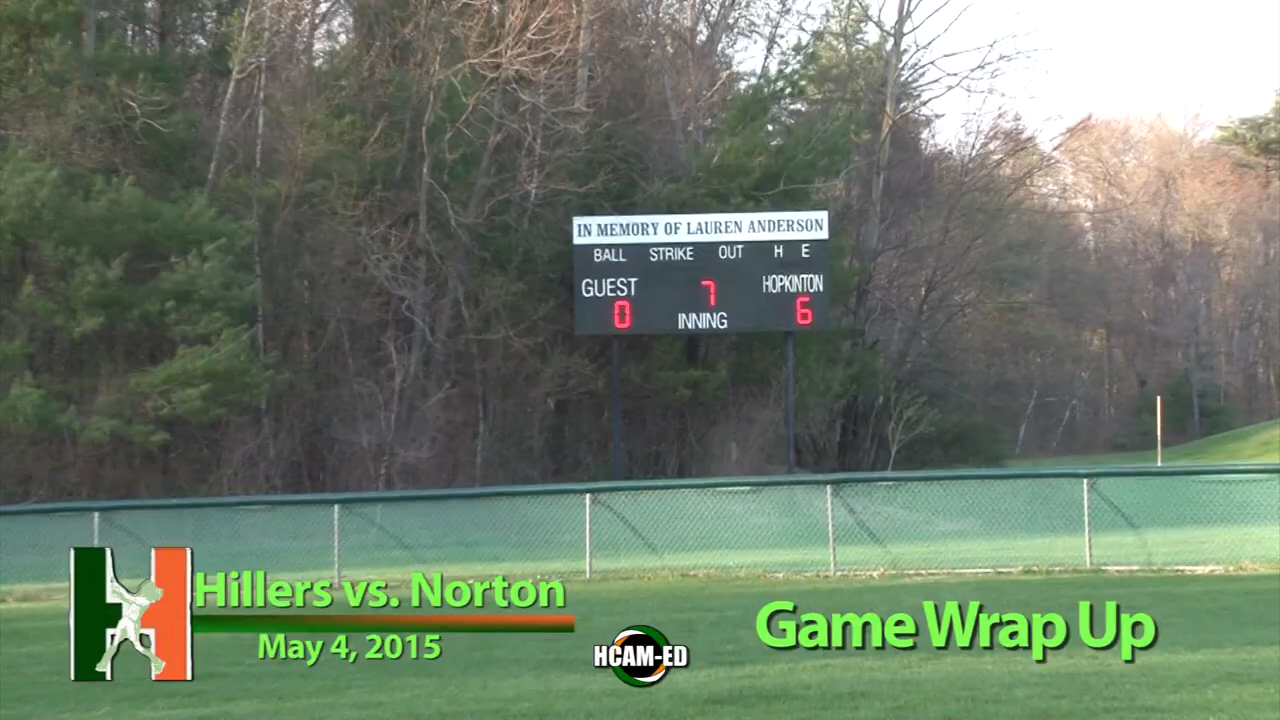 IN MEMORY OF LAUREN ANDERSON
BALL STRIKE OUT H E
GUEST 7 HOPKINTON
0 INNING 6
H Hillers vs. Norton
May 4, 2015
HCAM-ED
Game Wrap Up